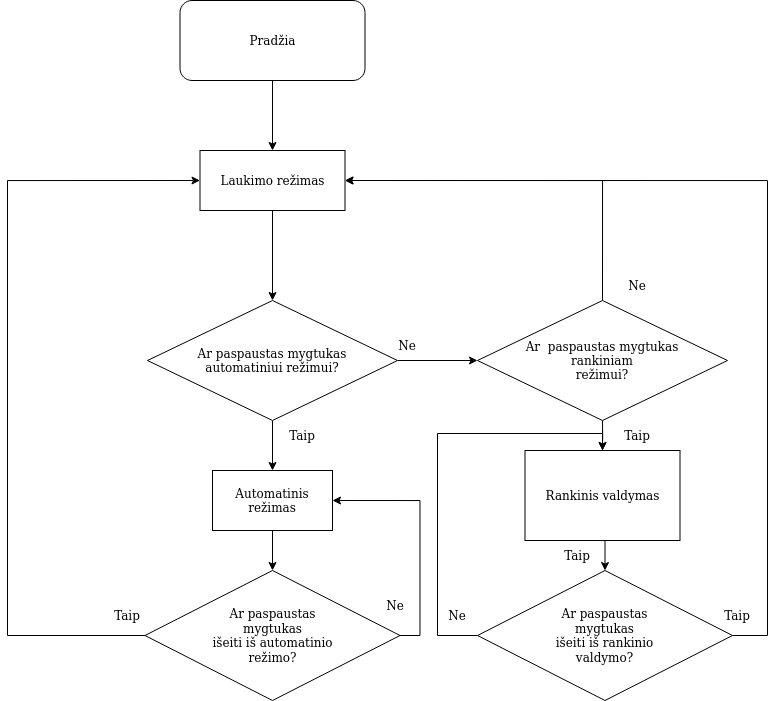 Pradžia
Laukimo režimas
Ne
Ar paspaustas mygtukas
automatiniui režimui?
Ne
Ar  paspaustas mygtukas
rankiniam
režimui?
Taip
Taip
Automatinis
režimas
Rankinis valdymas
Taip
Ne
Taip
Ar paspaustas
mygtukas
išeiti iš automatinio
režimo?
Ne
Ar paspaustas
mygtukas
išeiti iš rankinio
valdymo?
Taip